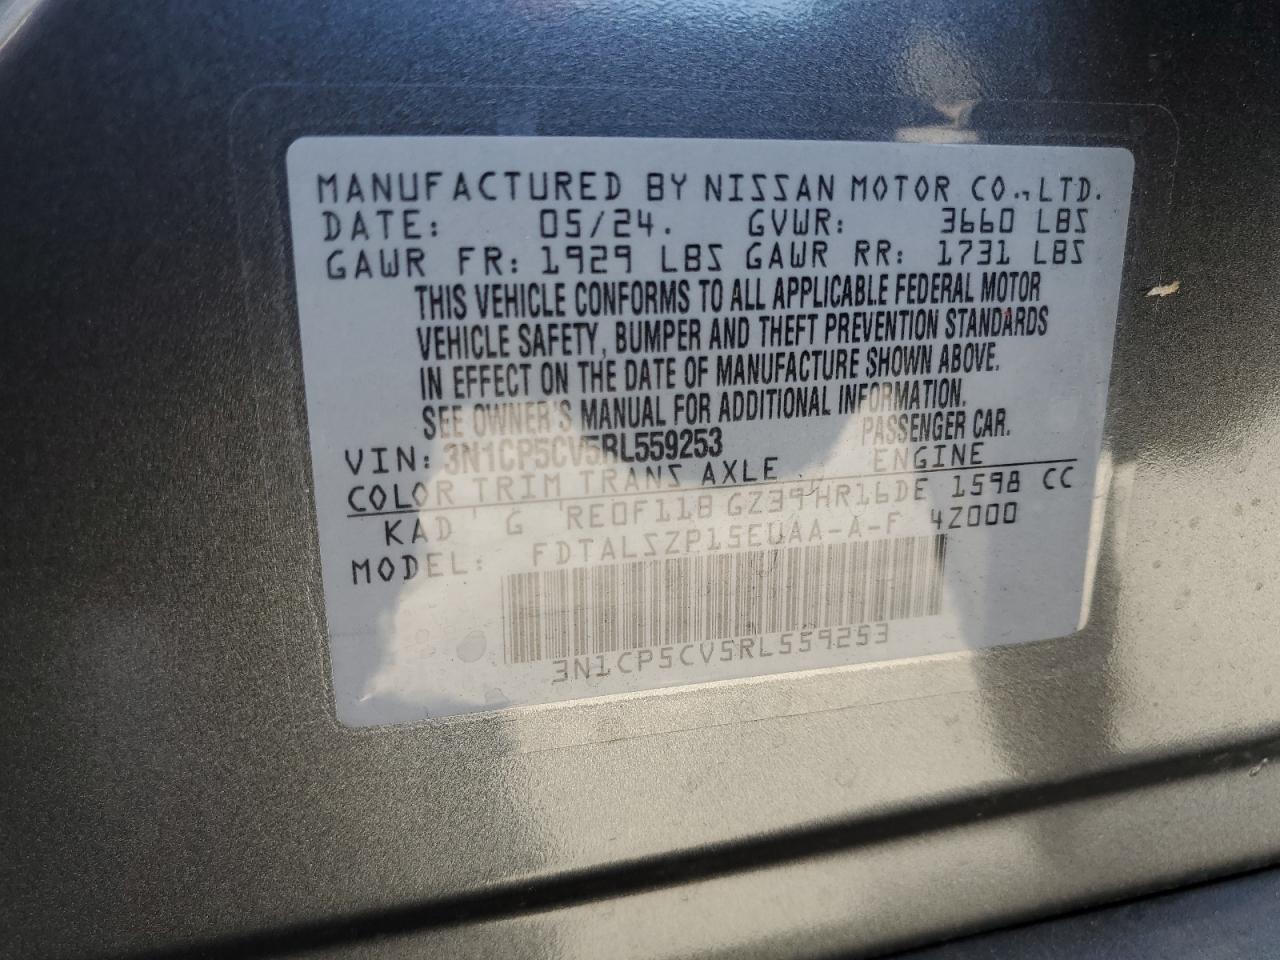 MANUFACTURED BY NISSAN MOTOR CO., LTD.
DATE: 05/24. GVWR: 3660 LBS
GAWR FR: 1929 LBS GAWR RR: 1731 LBS
THIS VEHICLE CONFORMS TO ALL APPLICABLE FEDERAL MOTOR
VEHICLE SAFETY, BUMPER AND THEFT PREVENTION STANDARDS
IN EFFECT ON THE DATE OF MANUFACTURE SHOWN ABOVE.
SEE OWNER'S MANUAL FOR ADDITIONAL INFORMATION.
VIN: 3N1CP5CV5RL559253 PASSENGER CAR.
COLOR TRIM TRANS AXLE ENGINE
KAD G RE0F11B GZ39 HR16DE 1598 CC
MODEL: FDTALSZP15EUAA-A-F 4Z000
3N1CP5CV5RL559253